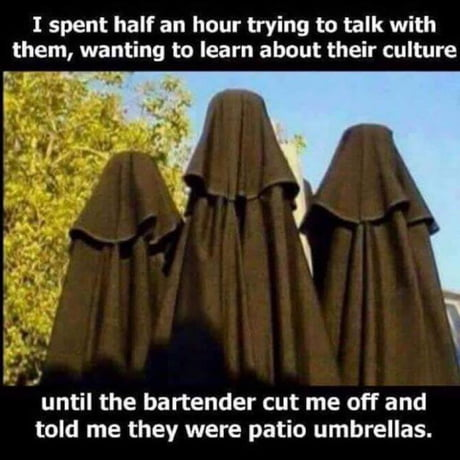 I spent half an hour trying to talk with
them, wanting to learn about their culture
until the bartender cut me off and
told me they were patio umbrellas.